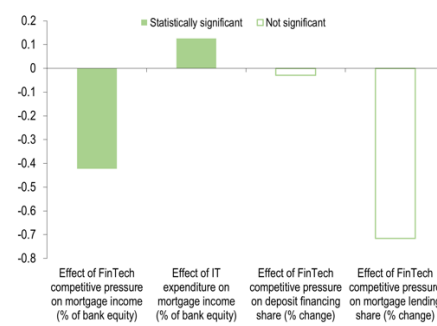 Statistically significant Not significant
0.2
0.1
0
-0.1
-0.2
-0.3
-0.4
-0.5
-0.6
-0.7
-0.8
Effect of FinTech
competitive pressure
on mortgage income
(% of bank equity)
Effect of IT
expenditure on
mortgage income
(% of bank equity)
Effect of FinTech
competitive pressure
on deposit financing
share (% change)
Effect of FinTech
competitive pressure
on mortgage lending
share (% change)